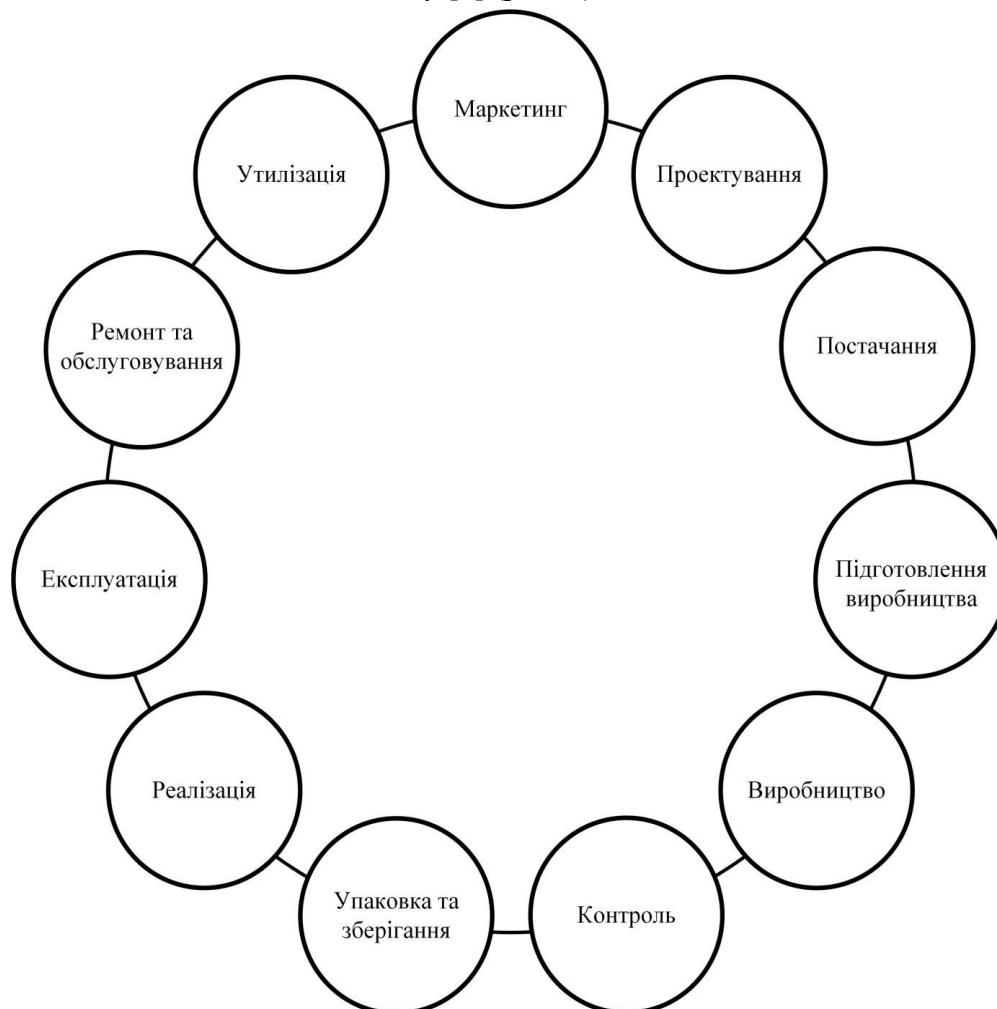 Маркетинг
Проектування
Постачання
Підготовлення
виробництва
Виробництво
Контроль
Упаковка та
зберігання
Реалізація
Експлуатація
Ремонт та
обслуговування
Утилізація